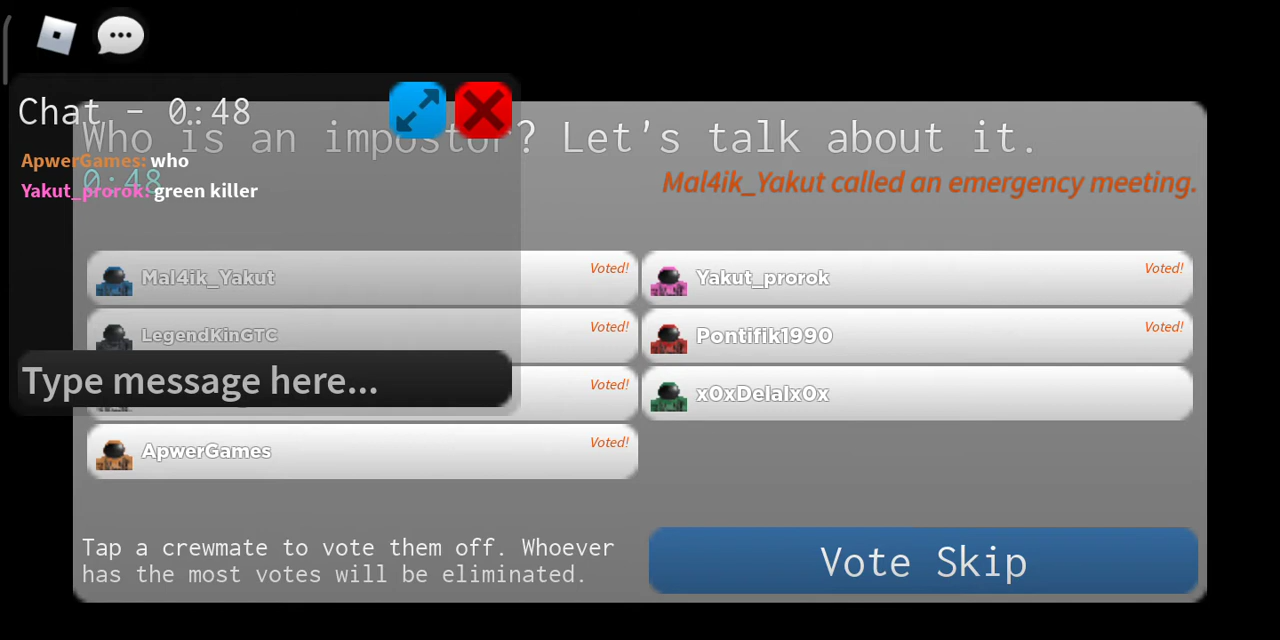 Chat - 0:48
Who is an impostor? Let's talk about it.
ApwerGames: who
0:48
Mal4ik_Yakut called an emergency meeting.
Yakut_prorok: green killer
Mal4ik_Yakut
Voted!
Yakut_prorok
Voted!
LegendKinGTC
Voted!
Pontifik1990
Voted!
Type message here...
Voted!
x0xDelalx0x
ApwerGames
Voted!
Tap a crewmate to vote them off. Whoever
has the most votes will be eliminated.
Vote Skip